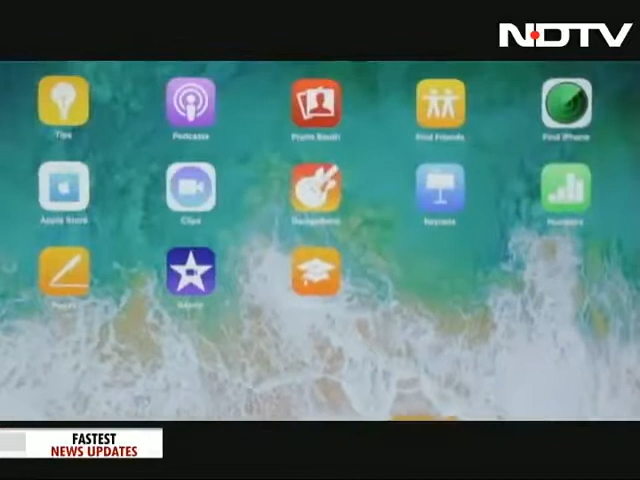 NDTV
Tips
Podcasts
Photo Booth
Find Friends
Find iPhone
Apple Store
Clips
GarageBand
Keynote
Numbers
FASTEST
NEWS UPDATES